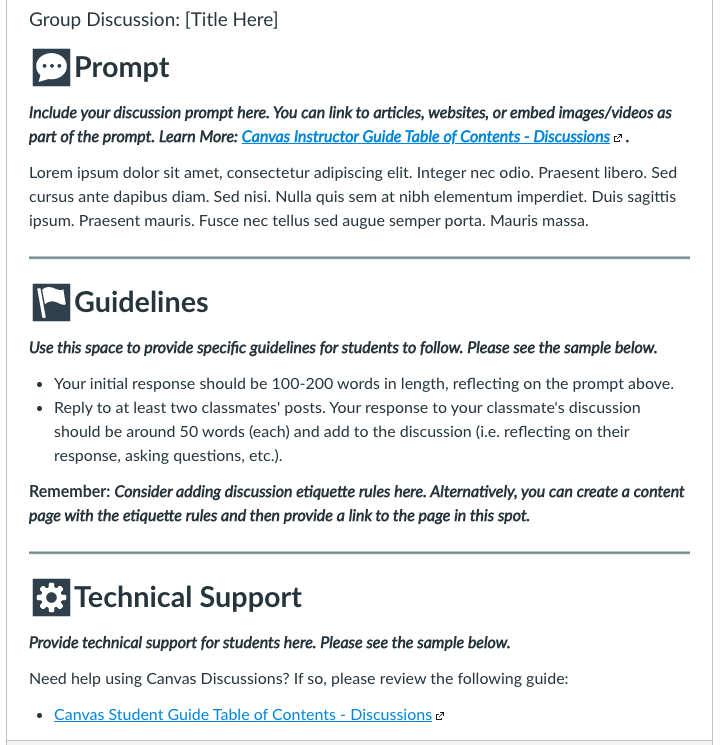 Group Discussion: [Title Here]
Prompt
Include your discussion prompt here. You can link to articles, websites, or embed images/videos as
part of the prompt. Learn More: Canvas Instructor Guide Table of Contents - Discussions .
Lorem ipsum dolor sit amet, consectetur adipiscing elit. Integer nec odio. Praesent libero. Sed
cursus ante dapibus diam. Sed nisi. Nulla quis sem at nibh elementum imperdiet. Duis sagittis
ipsum. Praesent mauris. Fusce nec tellus sed augue semper porta. Mauris massa.
Guidelines
Use this space to provide specific guidelines for students to follow. Please see the sample below.
• Your initial response should be 100-200 words in length, reflecting on the prompt above.
• Reply to at least two classmates' posts. Your response to your classmate's discussion
should be around 50 words (each) and add to the discussion (i.e. reflecting on their
response, asking questions, etc.).
Remember: Consider adding discussion etiquette rules here. Alternatively, you can create a content
page with the etiquette rules and then provide a link to the page in this spot.
Technical Support
Provide technical support for students here. Please see the sample below.
Need help using Canvas Discussions? If so, please review the following guide:
• Canvas Student Guide Table of Contents - Discussions